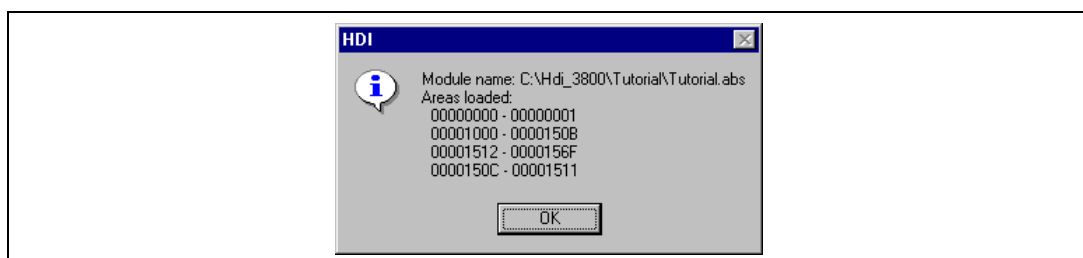 HDI
Module name: C:\Hdi_3800\Tutorial\Tutorial.abs
Areas loaded:
00000000 - 00000001
00001000 - 0000150B
00001512 - 0000156F
0000150C - 00001511
OK